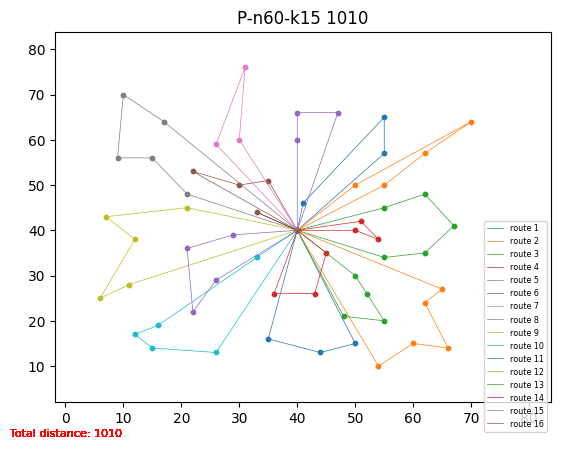 P-n60-k15 1010
80
70
60
50
40
30
20
10
0 10 20 30 40 50 60 70 80
route 1
route 2
route 3
route 4
route 5
route 6
route 7
route 8
route 9
route 10
route 11
route 12
route 13
route 14
route 15
route 16
Total distance: 1010